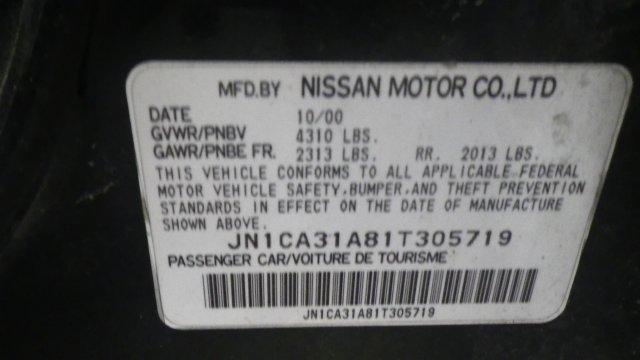 MFD.BY NISSAN MOTOR CO.,LTD
DATE 10/00
GVWR/PNBV 4310 LBS.
GAWR/PNBE FR. 2313 LBS. RR. 2013 LBS.
THIS VEHICLE CONFORMS TO ALL APPLICABLE FEDERAL
MOTOR VEHICLE SAFETY,BUMPER,AND THEFT PREVENTION
STANDARDS IN EFFECT ON THE DATE OF MANUFACTURE
SHOWN ABOVE.
JN1CA31A81T305719
PASSENGER CAR/VOITURE DE TOURISME
JN1CA31A81T305719